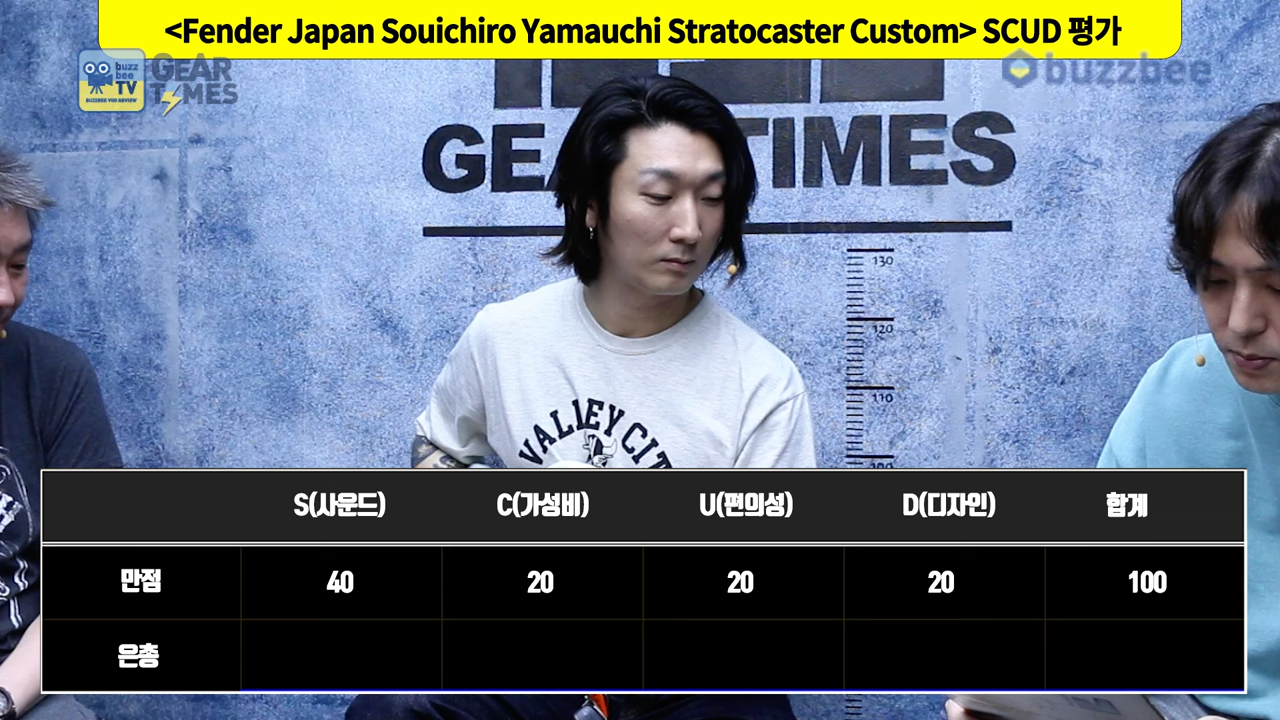 <Fender Japan Souichiro Yamauchi Stratocaster Custom> SCUD 평가
buzz
bee
TV
BUZZBEE YOU REVIEW
GEAR
TIMES
buzzbee
GEAR TIMES
130
120
110
100
VALLEY CIT
S(사운드) C(가성비) U(편의성) D(디자인) 합계
만점 40 20 20 20 100
은총